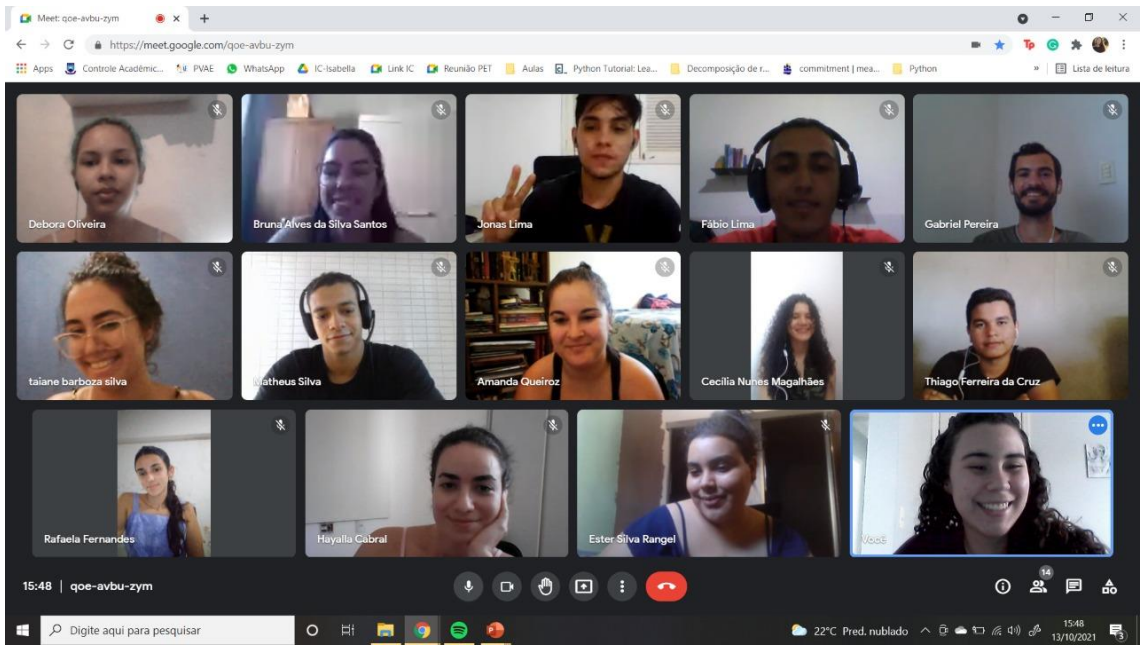 Meet: qoe-avbu-zym
https://meet.google.com/qoe-avbu-zym
Apps Controle Acadêmic... PVAE WhatsApp IC-Isabella Link IC Reunião PET Aulas Python Tutorial: Lea... Decomposição de r... commitment | mea... Python » Lista de leitura
Debora Oliveira
Bruna Alves da Silva Santos
Jonas Lima
Fábio Lima
Gabriel Pereira
taiane barboza silva
Matheus Silva
Amanda Queiroz
Cecília Nunes Magalhães
Thiago Ferreira da Cruz
Rafaela Fernandes
Hayalla Cabral
Ester Silva Rangel
Você
15:48 | qoe-avbu-zym
14
Digite aqui para pesquisar
22°C Pred. nublado
15:48
13/10/2021
3